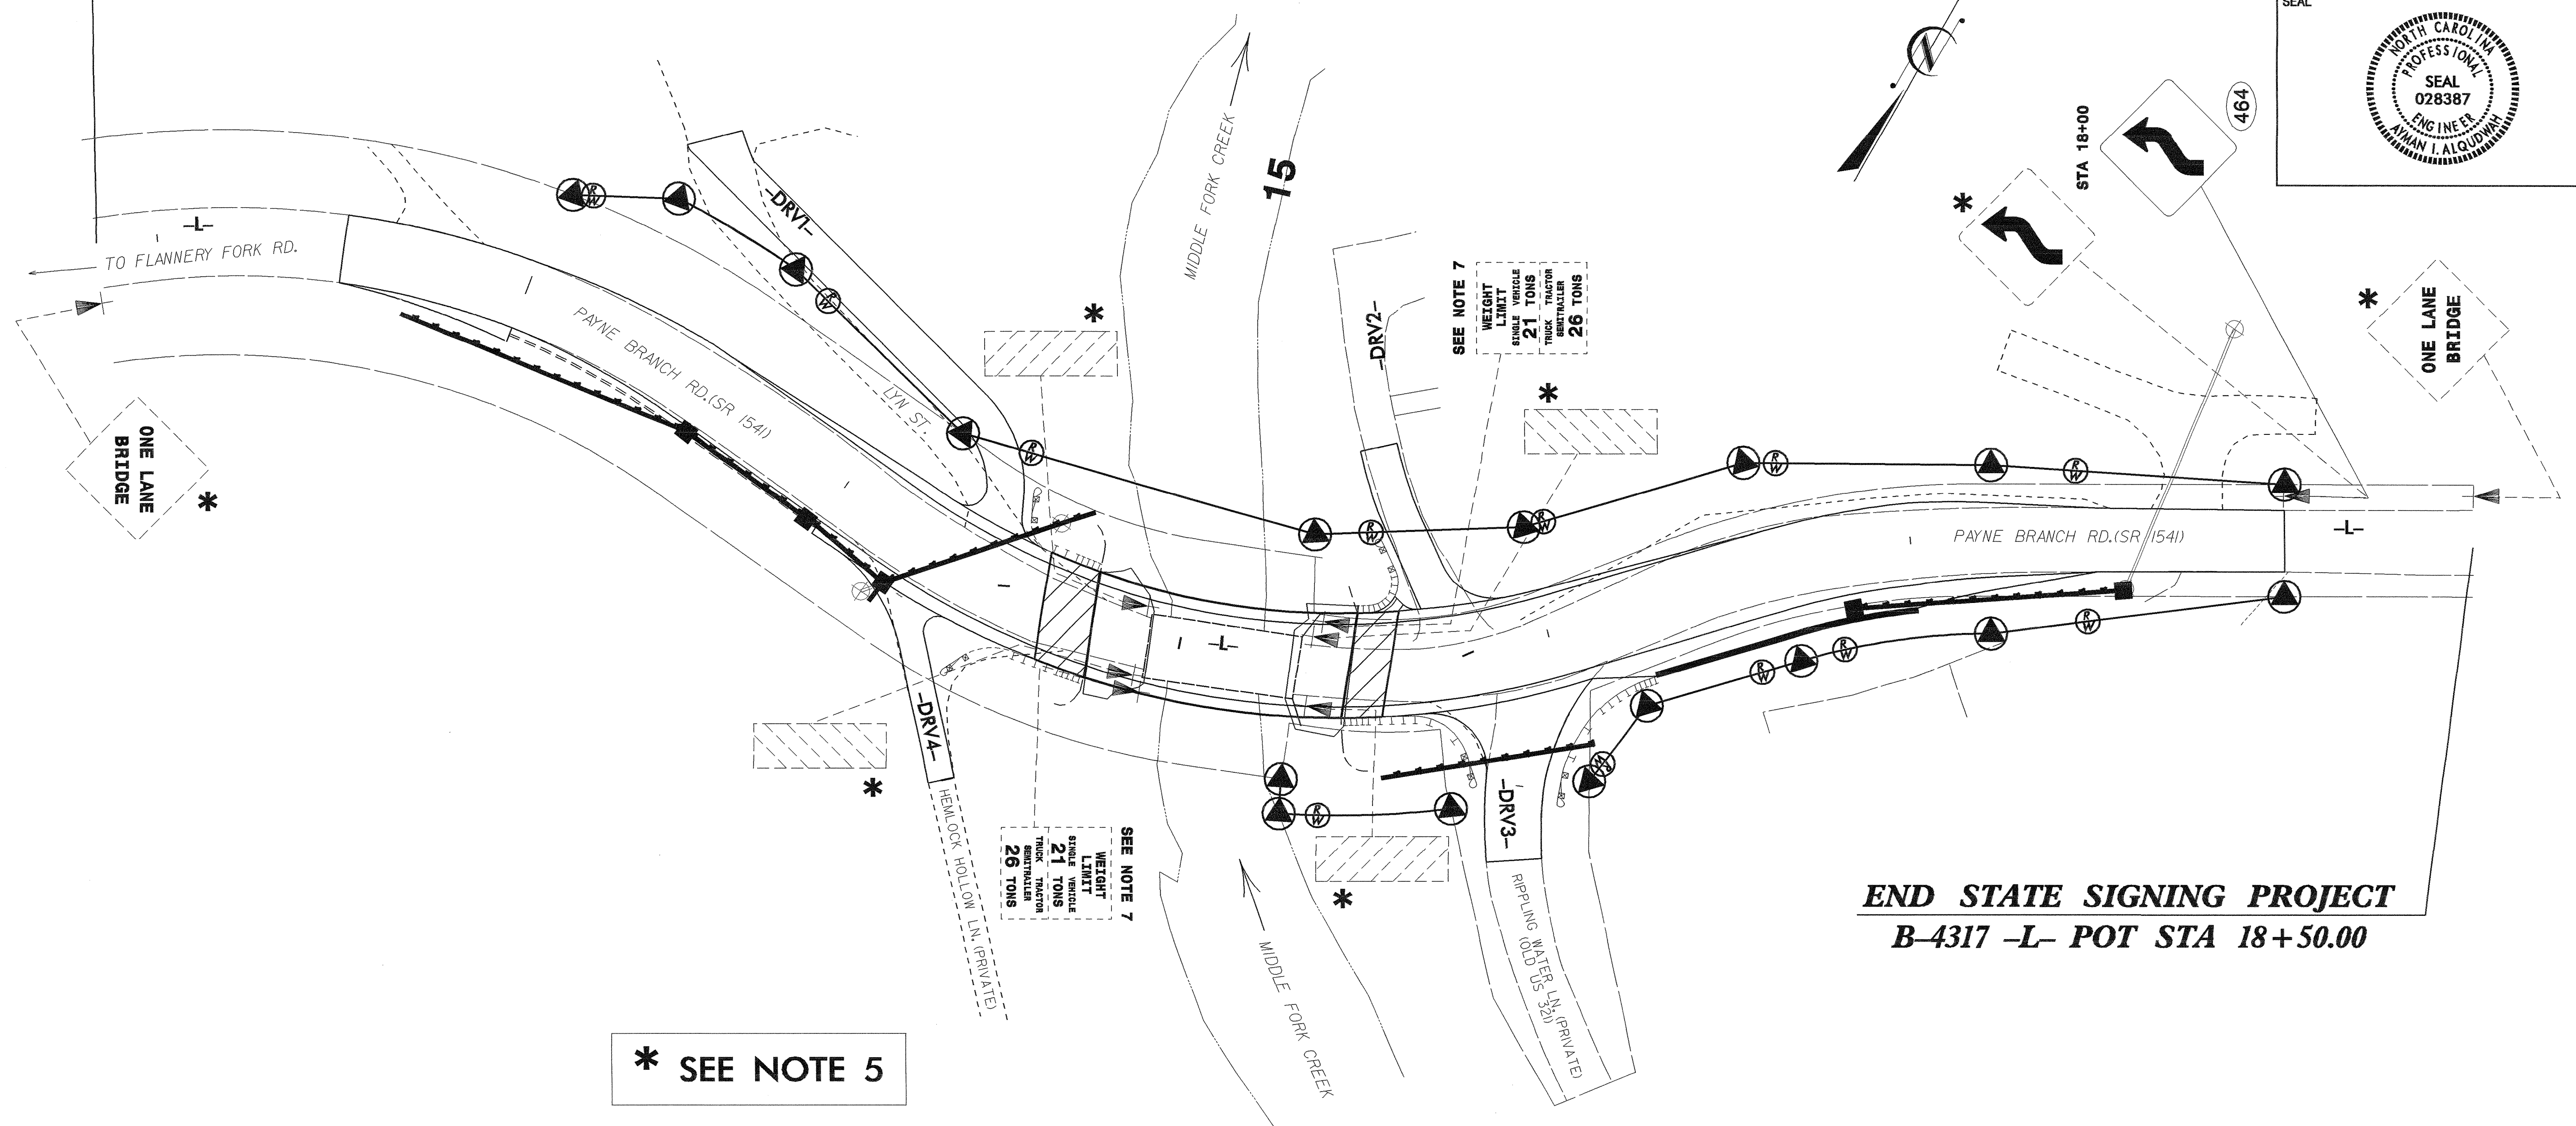 SEAL
NORTH CAROLINA
PROFESSIONAL
SEAL
028387
ENGINEER
AYMAN I. ALQUDWAH
464
STA 18+00
*
*
ONE LANE
BRIDGE
-L-
TO FLANNERY FORK RD.
PAYNE BRANCH RD.(SR 1541)
-DRV1-
LYN ST.
MIDDLE FORK CREEK
15
-DRV2-
SEE NOTE 7
WEIGHT
LIMIT
SINGLE VEHICLE
21 TONS
TRUCK TRACTOR
SEMITRAILER
26 TONS
*
*
R
W
R
W
R
W
R
W
R
W
R
W
R
W
PAYNE BRANCH RD.(SR 1541)
-L-
ONE LANE
BRIDGE
*
-L-
-DRV4-
HEMLOCK HOLLOW LN. (PRIVATE)
*
SEE NOTE 7
WEIGHT
LIMIT
SINGLE VEHICLE
21 TONS
TRUCK TRACTOR
SEMITRAILER
26 TONS
*
R
W
R
W
R
W
R
W
R
W
-DRV3-
RIPPLING WATER LN. (PRIVATE)
(OLD US 321)
MIDDLE FORK CREEK
END STATE SIGNING PROJECT
B-4317 -L- POT STA 18+50.00
* SEE NOTE 5